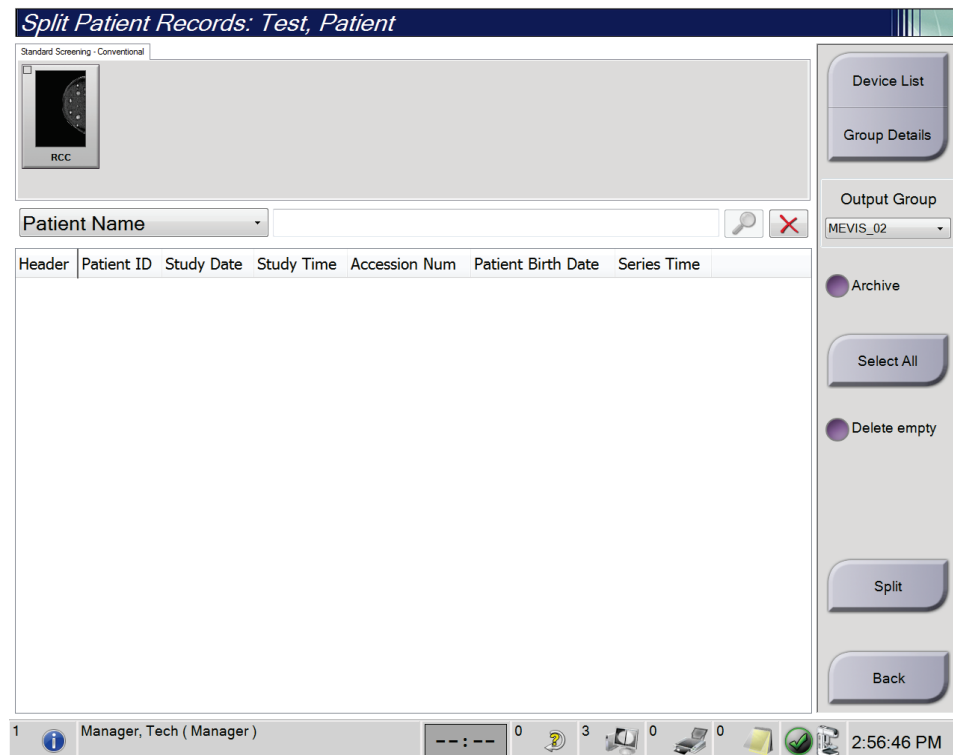 Split Patient Records: Test, Patient
Standard Screening - Conventional
RCC
Device List
Group Details
Output Group
MEVIS_02
Patient Name
Header Patient ID Study Date Study Time Accession Num Patient Birth Date Series Time
Archive
Select All
Delete empty
Split
Back
1 Manager, Tech ( Manager ) --:-- 0 3 0 0 2:56:46 PM